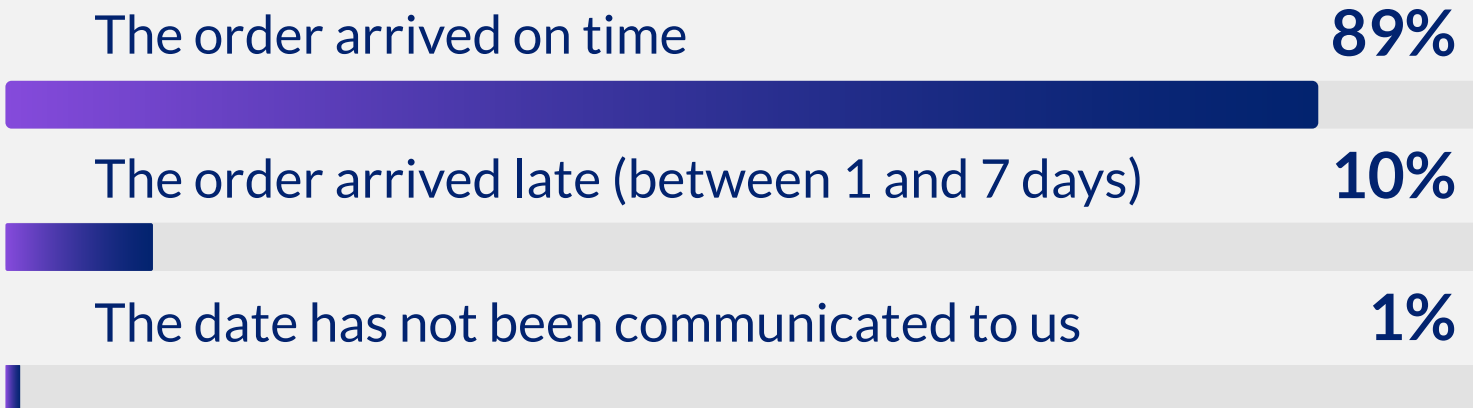 The order arrived on time 89%
The order arrived late (between 1 and 7 days) 10%
The date has not been communicated to us 1%